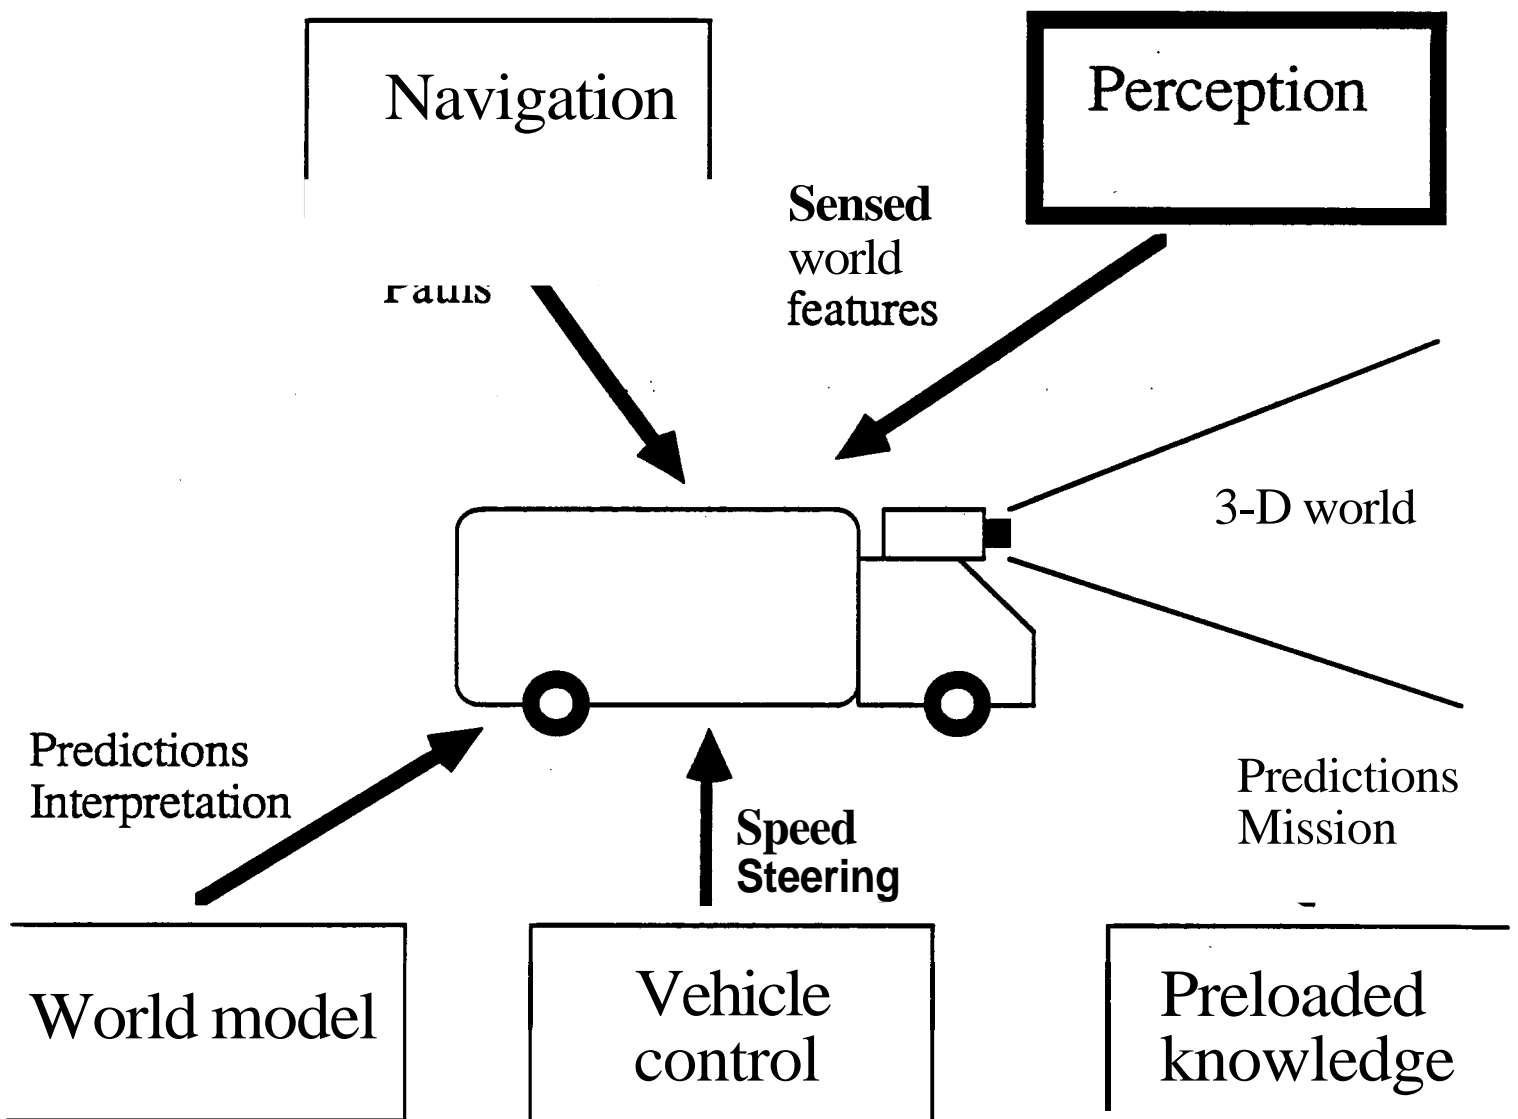 Navigation
Perception
Sensed
world
features
Paths
3-D world
Predictions
Interpretation
Speed
Steering
Predictions
Mission
World model
Vehicle
control
Preloaded
knowledge